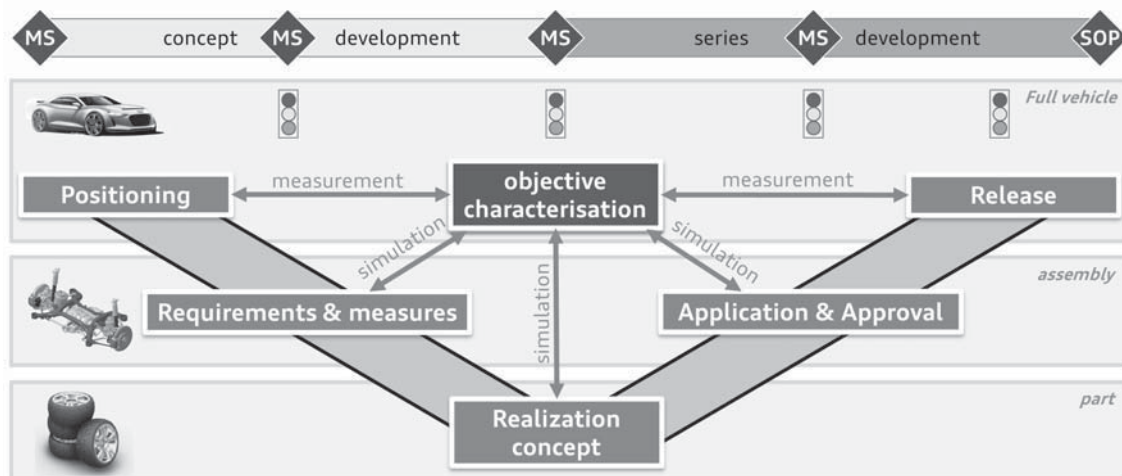 MS concept MS development MS series MS development SOP
Full vehicle
Positioning
measurement
objective
characterisation
measurement
Release
simulation
simulation
simulation
assembly
Requirements & measures
Application & Approval
part
Realization
concept